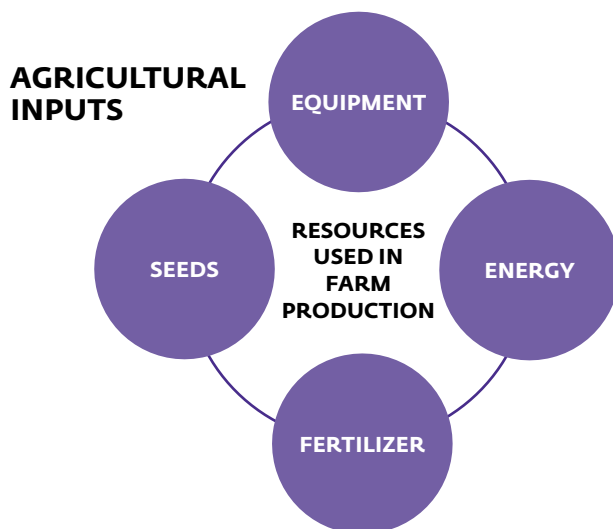 AGRICULTURAL
INPUTS
EQUIPMENT
SEEDS
RESOURCES
USED IN
FARM
PRODUCTION
ENERGY
FERTILIZER